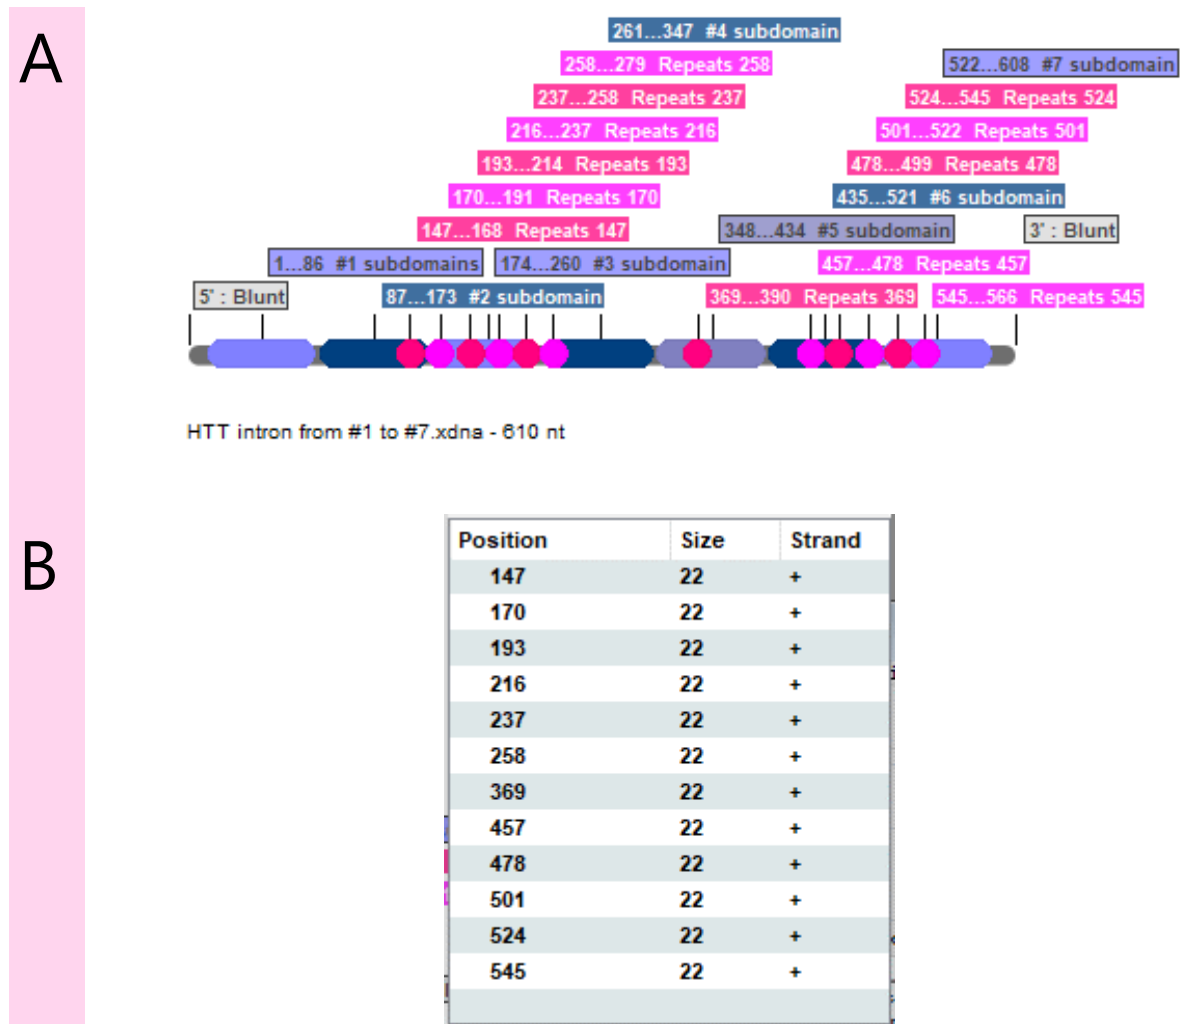 A
261...347 #4 subdomain
258...279 Repeats 258
522...608 #7 subdomain
237...258 Repeats 237
524...545 Repeats 524
216...237 Repeats 216
501...522 Repeats 501
193...214 Repeats 193
478...499 Repeats 478
170...191 Repeats 170
435...521 #6 subdomain
147...168 Repeats 147
348...434 #5 subdomain
3' : Blunt
1...86 #1 subdomains
174...260 #3 subdomain
457...478 Repeats 457
5' : Blunt
87...173 #2 subdomain
369...390 Repeats 369
545...566 Repeats 545
HTT intron from #1 to #7.xdna - 610 nt
B
Position Size Strand
147 22 +
170 22 +
193 22 +
216 22 +
237 22 +
258 22 +
369 22 +
457 22 +
478 22 +
501 22 +
524 22 +
545 22 +